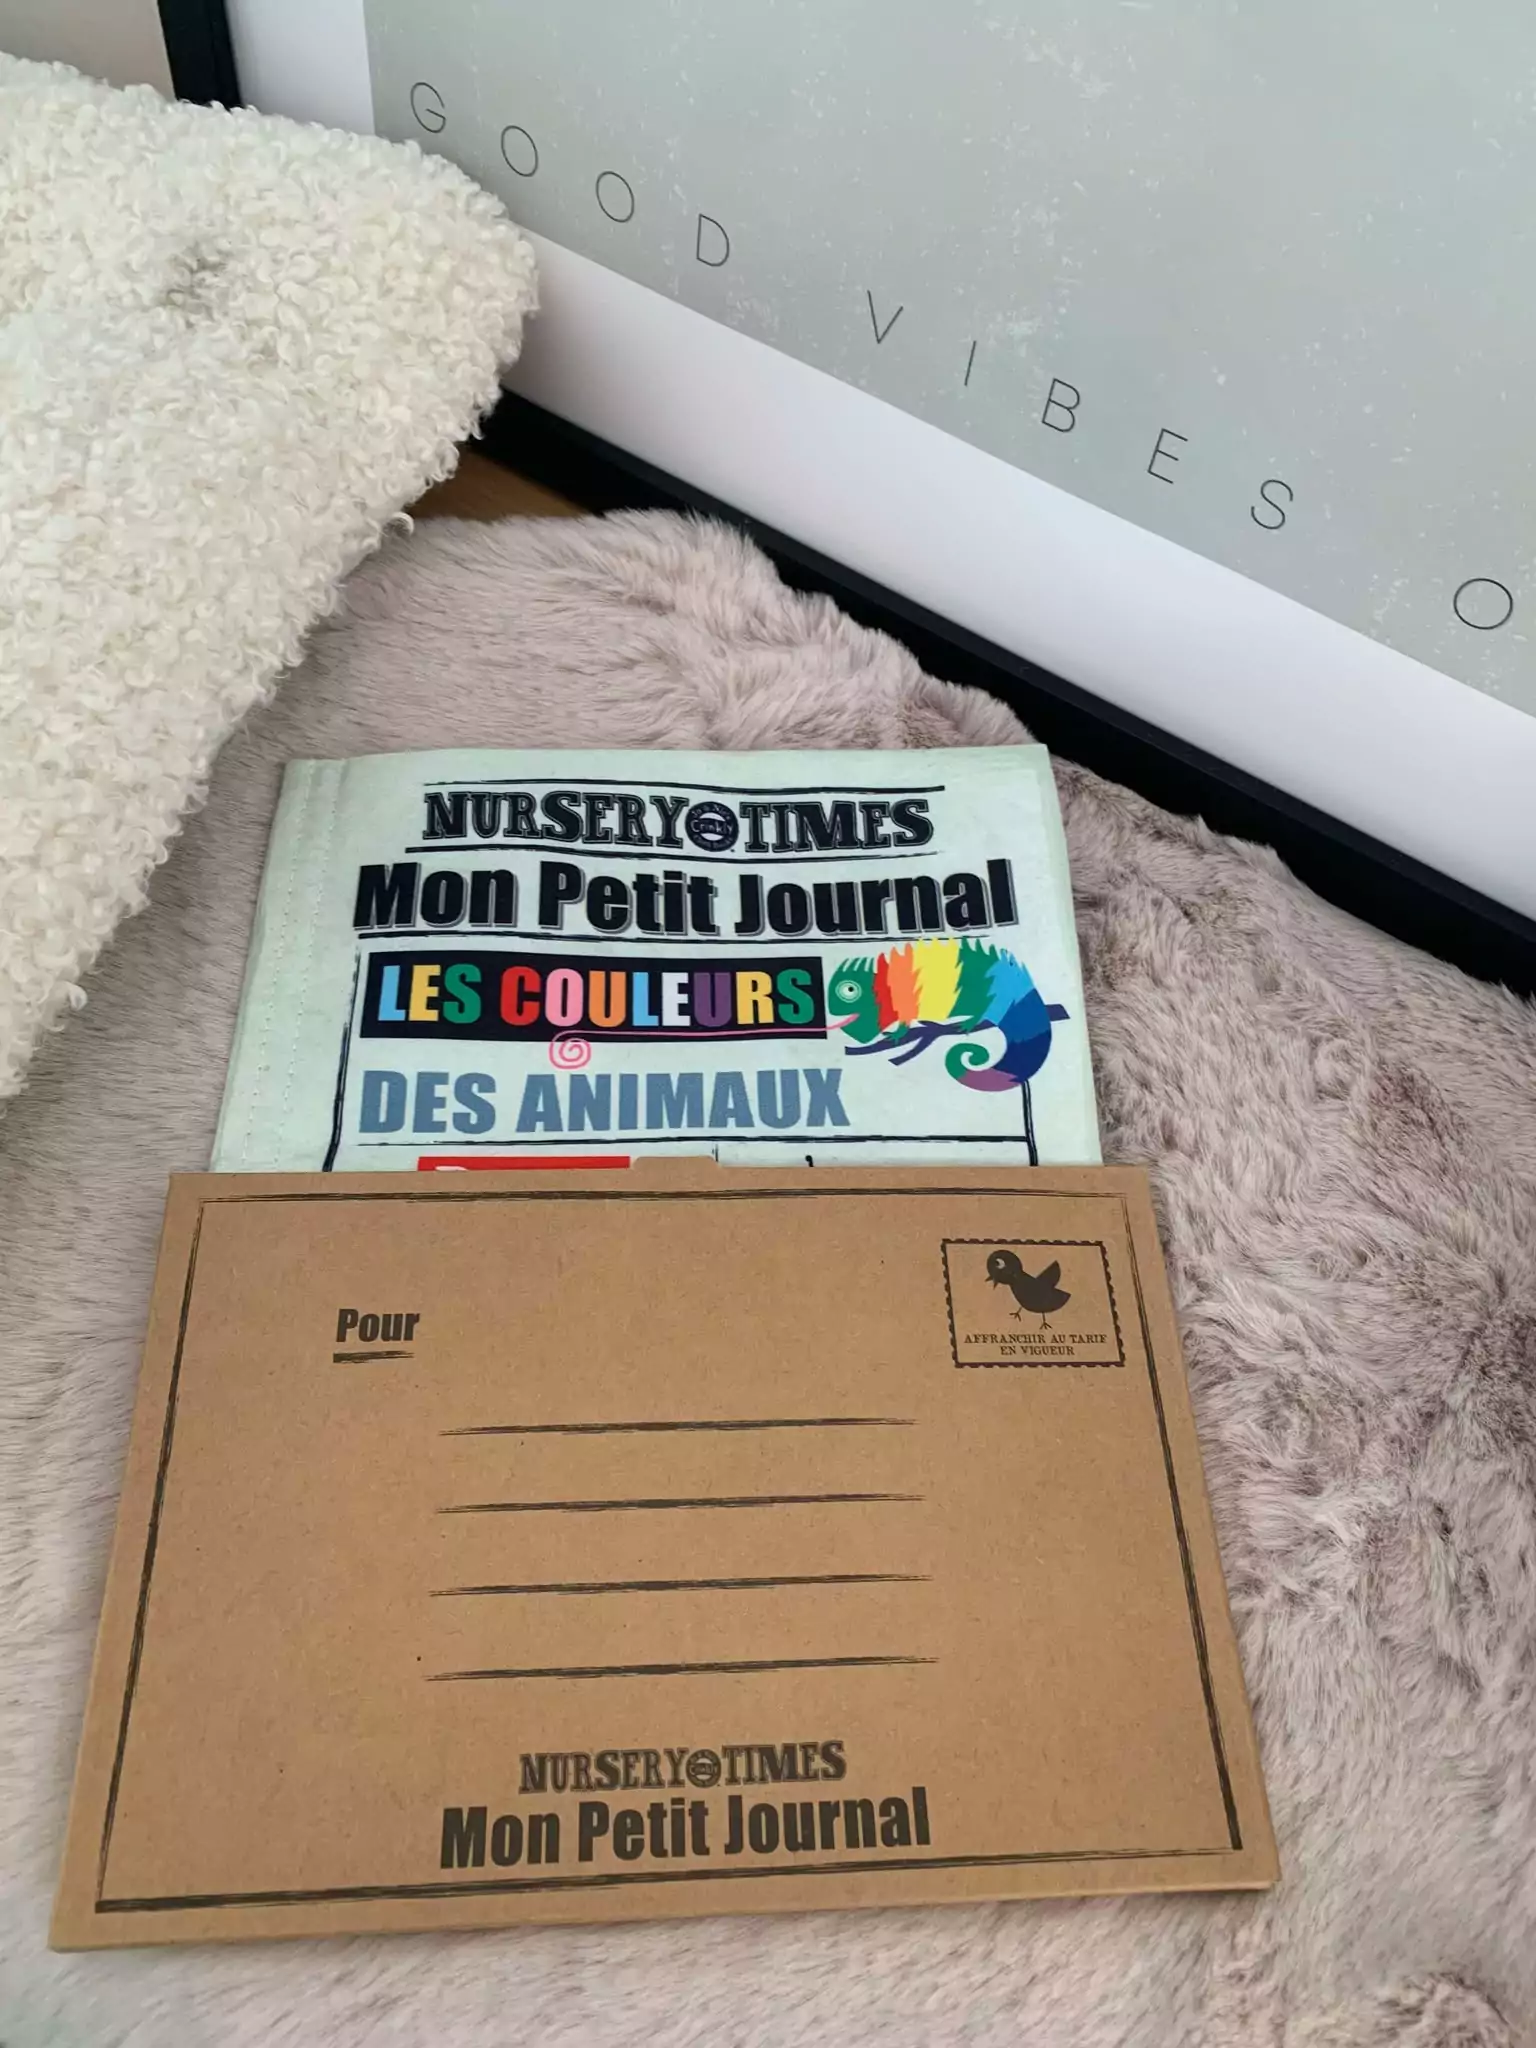 GOOD VIBES O
NURSERY TIMES
Mon Petit Journal
LES COULEURS
DES ANIMAUX
Pour
AFFRANCHIR AU TARIF
EN VIGUEUR
NURSERY TIMES
Mon Petit Journal